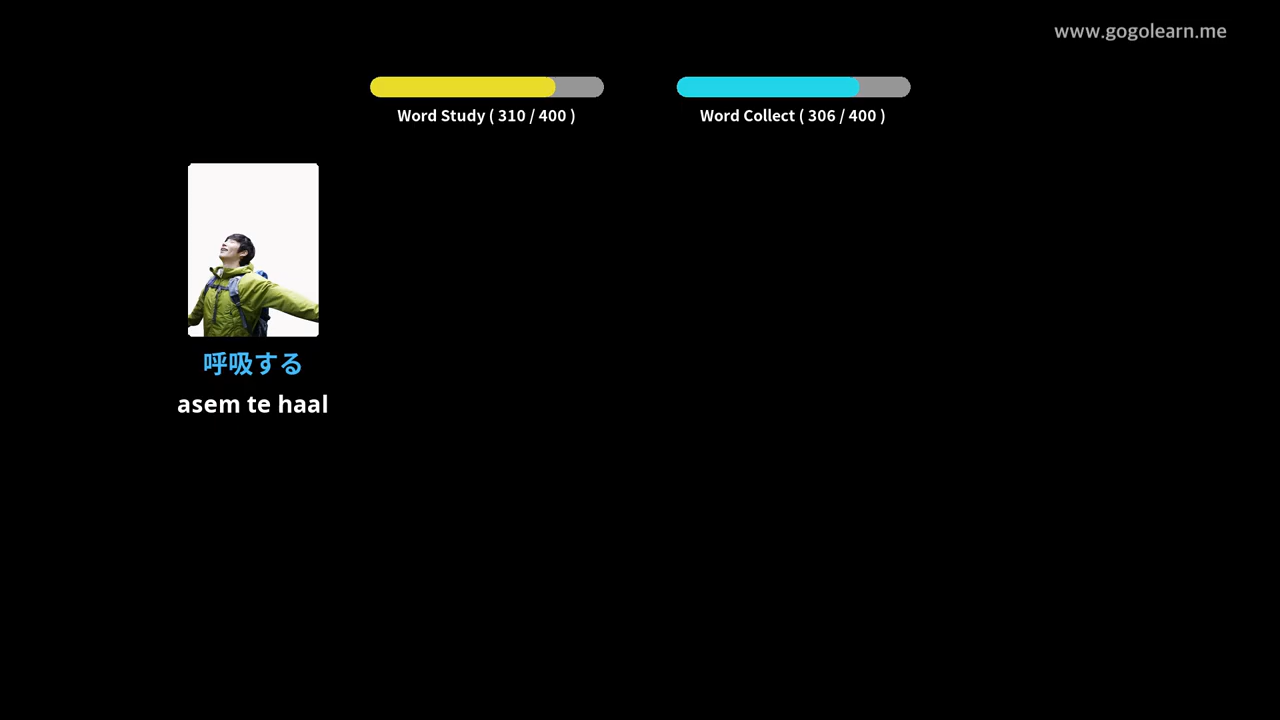 www.gogolearn.me
Word Study ( 310 / 400 )
Word Collect ( 306 / 400 )
呼吸する
asem te haal